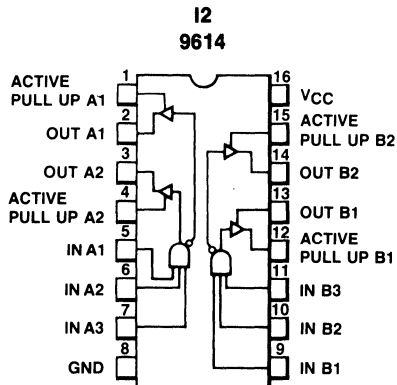 I2
9614
1
ACTIVE
PULL UP A1
2
OUT A1
3
OUT A2
4
ACTIVE
PULL UP A2
5
IN A1
6
IN A2
7
IN A3
8
GND
16
VCC
15
ACTIVE
PULL UP B2
14
OUT B2
13
OUT B1
12
ACTIVE
PULL UP B1
11
IN B3
10
IN B2
9
IN B1